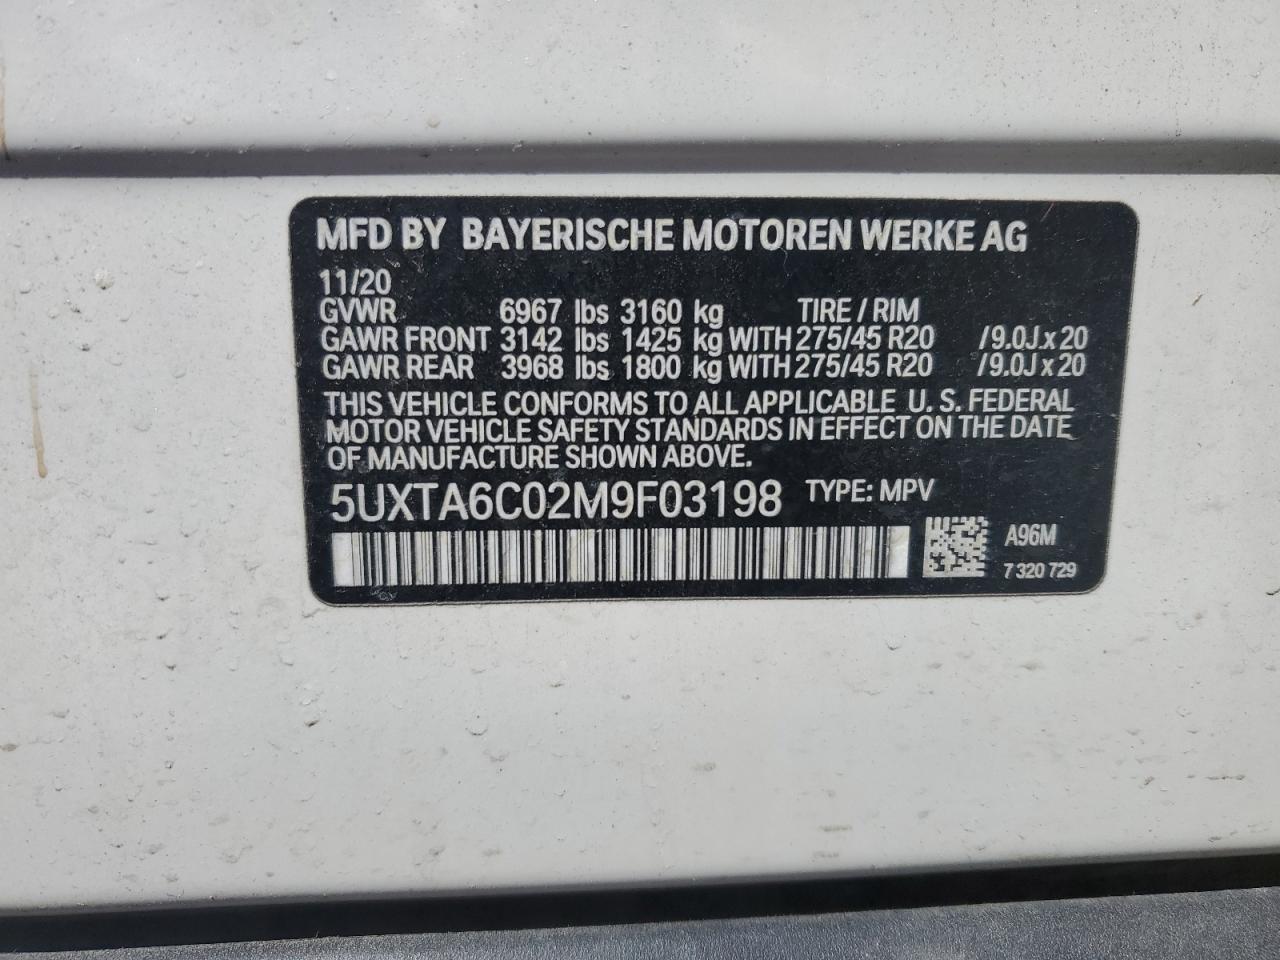 MFD BY BAYERISCHE MOTOREN WERKE AG
11/20
GVWR 6967 lbs 3160 kg TIRE / RIM
GAWR FRONT 3142 lbs 1425 kg WITH 275/45 R20 /9.0J x 20
GAWR REAR 3968 lbs 1800 kg WITH 275/45 R20 /9.0J x 20
THIS VEHICLE CONFORMS TO ALL APPLICABLE U. S. FEDERAL
MOTOR VEHICLE SAFETY STANDARDS IN EFFECT ON THE DATE
OF MANUFACTURE SHOWN ABOVE.
5UXTA6C02M9F03198 TYPE: MPV
A96M
7 320 729